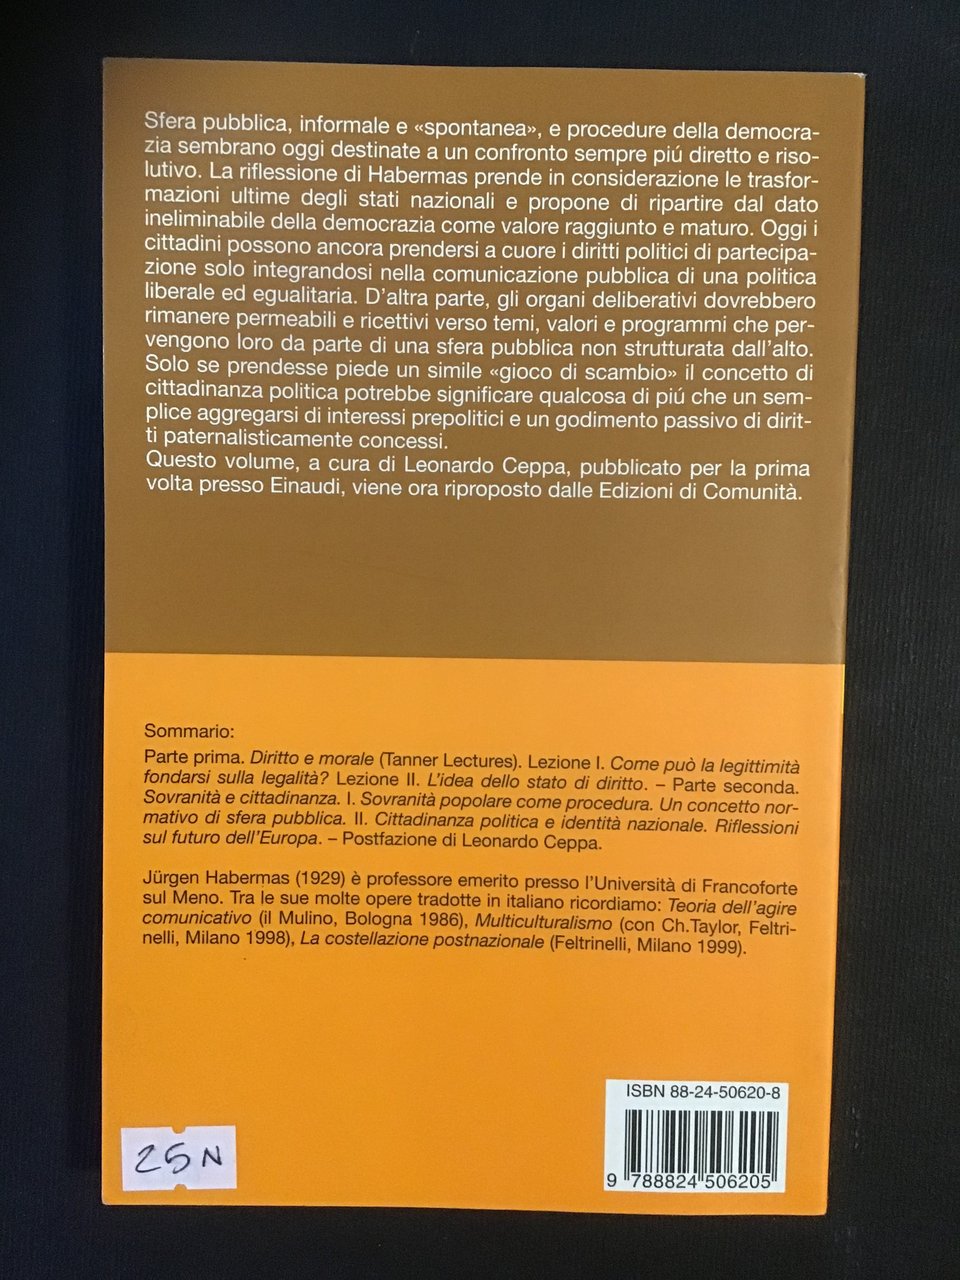 Sfera pubblica, informale e «spontanea», e procedure della democra-
zia sembrano oggi destinate a un confronto sempre piú diretto e riso-
lutivo. La riflessione di Habermas prende in considerazione le trasfor-
mazioni ultime degli stati nazionali e propone di ripartire dal dato
ineliminabile della democrazia come valore raggiunto e maturo. Oggi i
cittadini possono ancora prendersi a cuore i diritti politici di partecipa-
zione solo integrandosi nella comunicazione pubblica di una politica
liberale ed egualitaria. D'altra parte, gli organi deliberativi dovrebbero
rimanere permeabili e ricettivi verso temi, valori e programmi che per-
vengono loro da parte di una sfera pubblica non strutturata dall'alto.
Solo se prendesse piede un simile «gioco di scambio» il concetto di
cittadinanza politica potrebbe significare qualcosa di piú che un sem-
plice aggregarsi di interessi prepolitici e un godimento passivo di dirit-
ti paternalisticamente concessi.
Questo volume, a cura di Leonardo Ceppa, pubblicato per la prima
volta presso Einaudi, viene ora riproposto dalle Edizioni di Comunità.
Sommario:
Parte prima. Diritto e morale (Tanner Lectures). Lezione I. Come può la legittimità
fondarsi sulla legalità? Lezione II. L'idea dello stato di diritto. – Parte seconda.
Sovranità e cittadinanza. I. Sovranità popolare come procedura. Un concetto nor-
mativo di sfera pubblica. II. Cittadinanza politica e identità nazionale. Riflessioni
sul futuro dell'Europa. – Postfazione di Leonardo Ceppa.
Jürgen Habermas (1929) è professore emerito presso l'Università di Francoforte
sul Meno. Tra le sue molte opere tradotte in italiano ricordiamo: Teoria dell'agire
comunicativo (il Mulino, Bologna 1986), Multiculturalismo (con Ch.Taylor, Feltri-
nelli, Milano 1998), La costellazione postnazionale (Feltrinelli, Milano 1999).
ISBN 88-24-50620-8
9 788824 506205
25 N